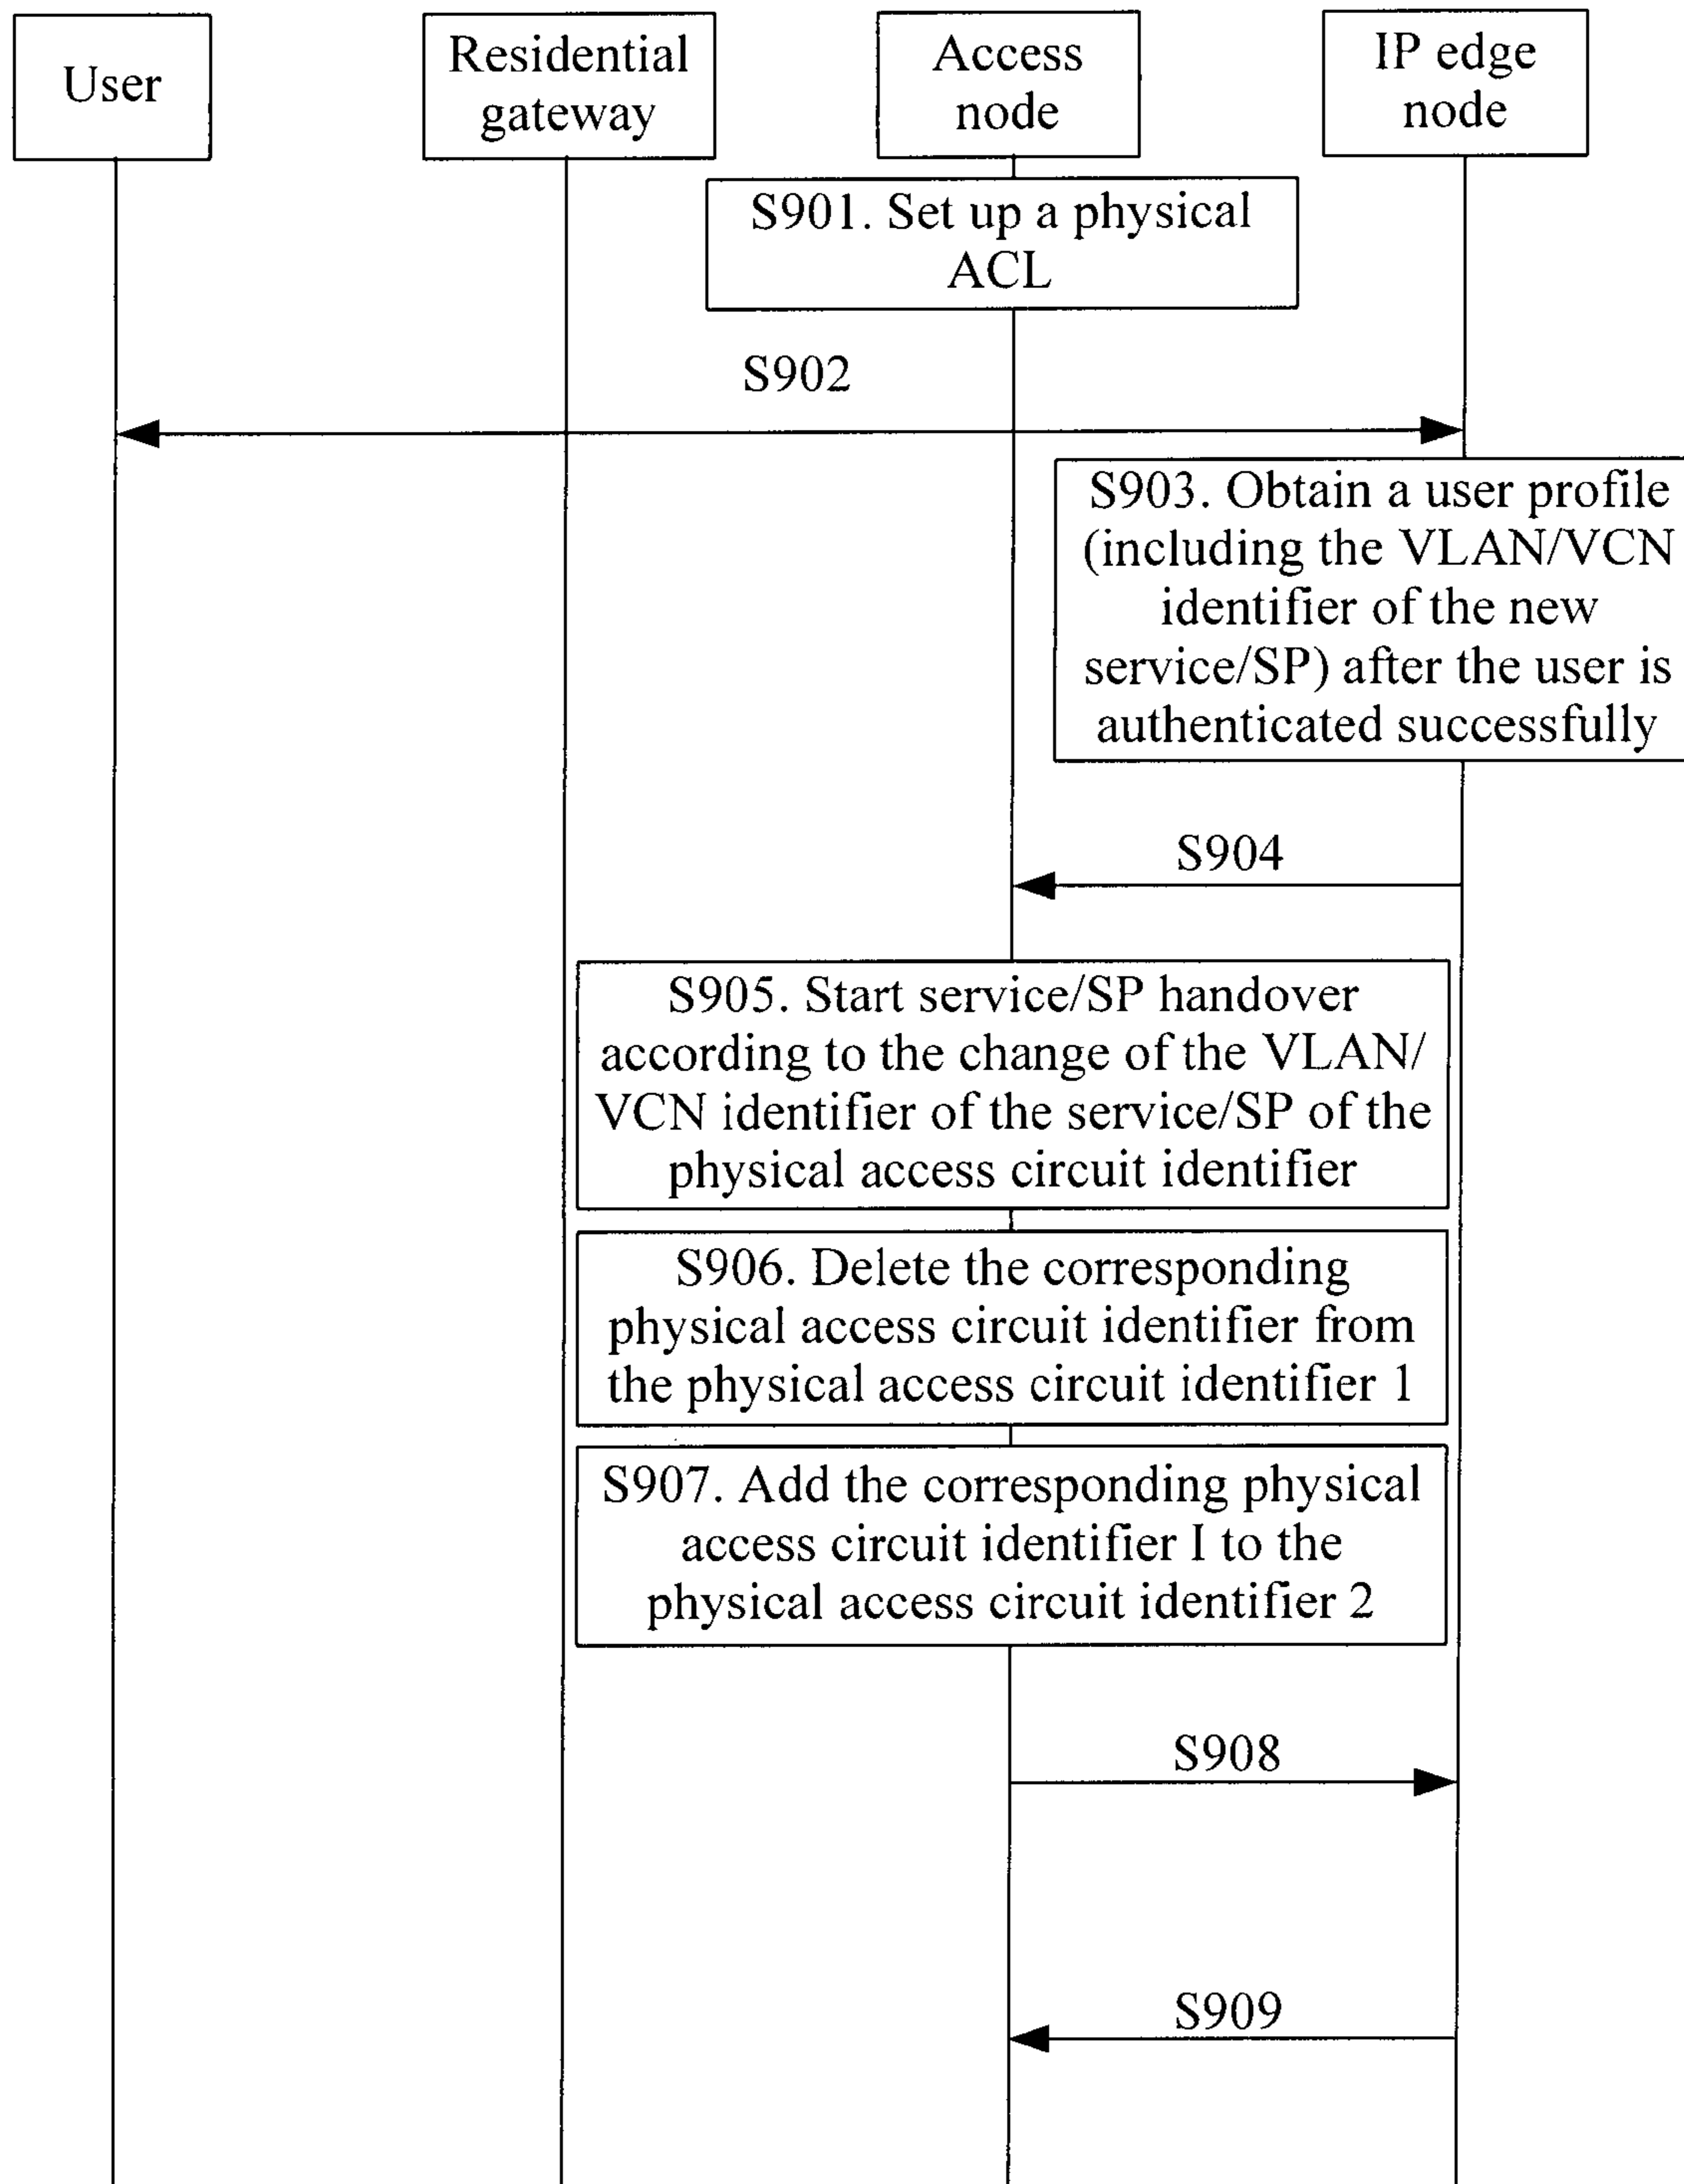 User
Residential
gateway
Access
node
IP edge
node
S901. Set up a physical
ACL
S902
S903. Obtain a user profile
(including the VLAN/VCN
identifier of the new
service/SP) after the user is
authenticated successfully
S904
S905. Start service/SP handover
according to the change of the VLAN/
VCN identifier of the service/SP of the
physical access circuit identifier
S906. Delete the corresponding
physical access circuit identifier from
the physical access circuit identifier 1
S907. Add the corresponding physical
access circuit identifier I to the
physical access circuit identifier 2
S908
S909